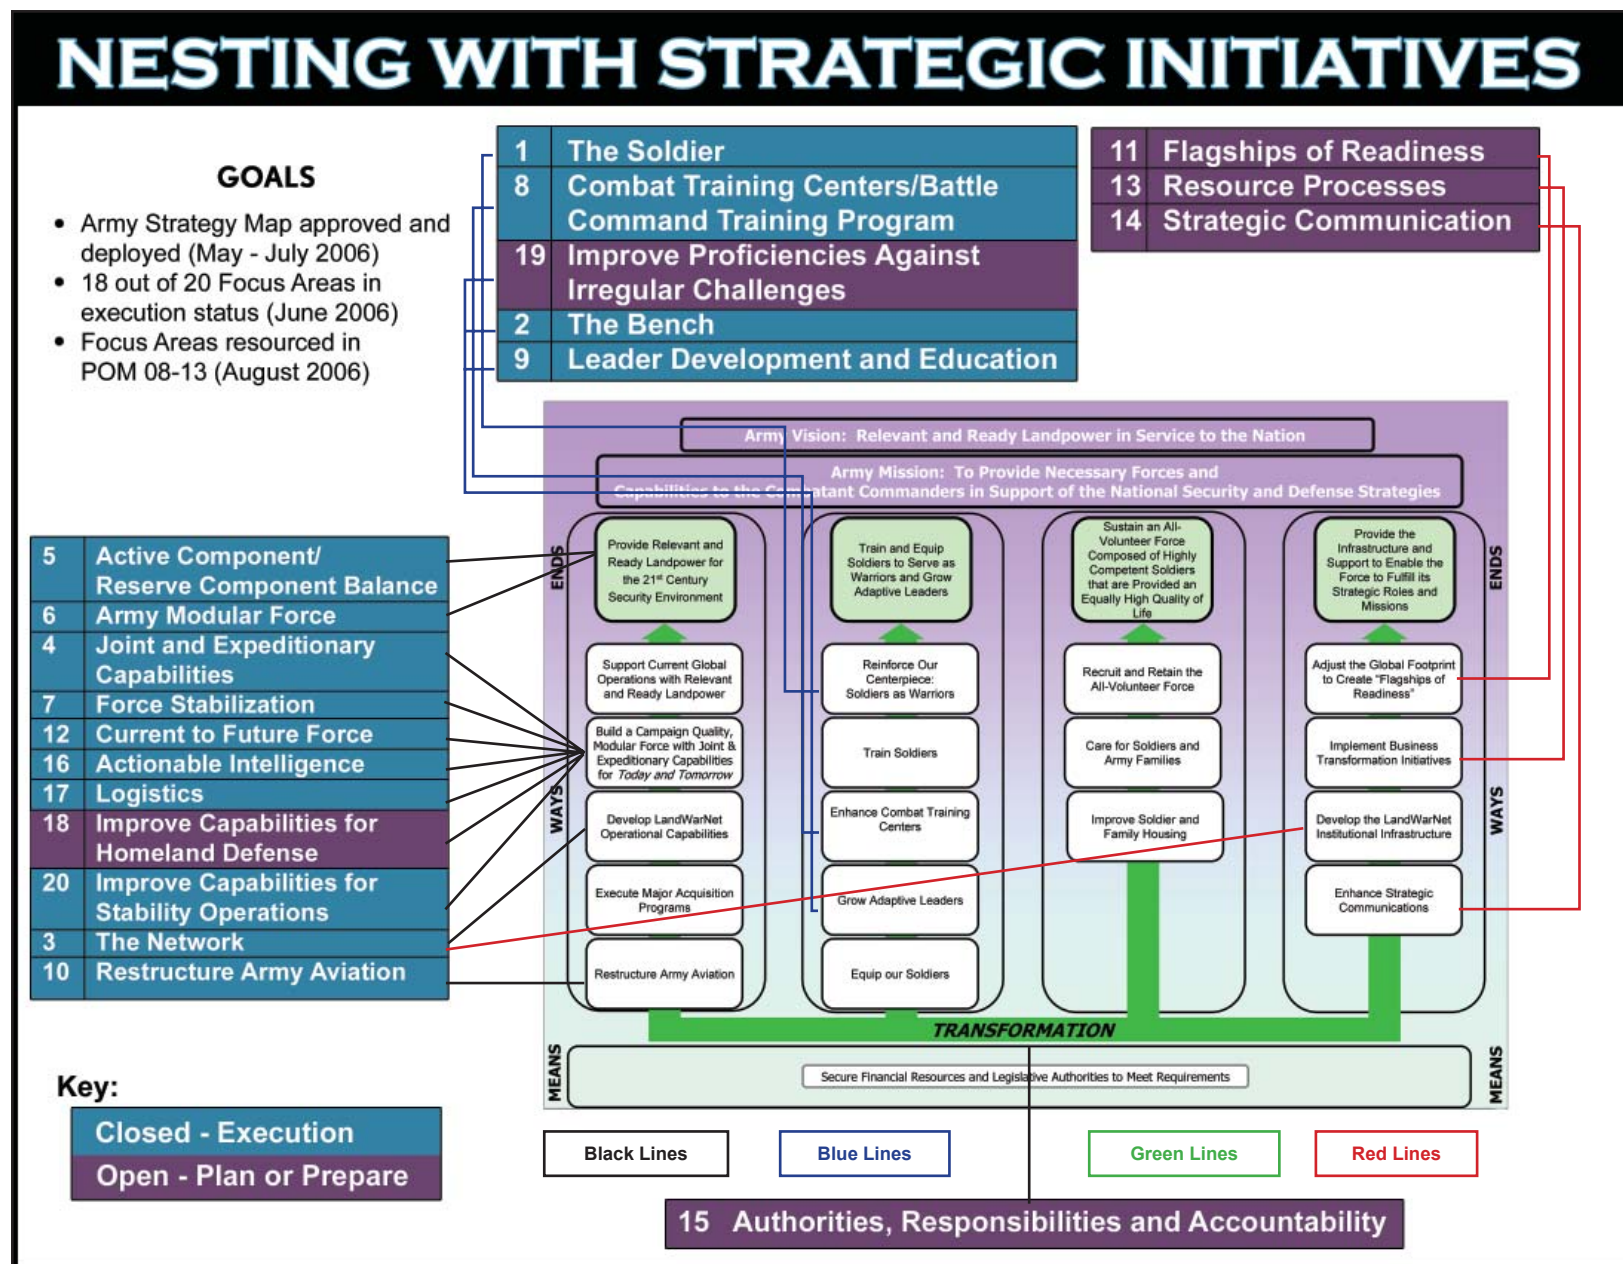 NESTING WITH STRATEGIC INITIATIVES
GOALS
• Army Strategy Map approved and
deployed (May - July 2006)
• 18 out of 20 Focus Areas in
execution status (June 2006)
• Focus Areas resourced in
POM 08-13 (August 2006)
1 The Soldier
8 Combat Training Centers/Battle
Command Training Program
19 Improve Proficiencies Against
Irregular Challenges
2 The Bench
9 Leader Development and Education
11 Flagships of Readiness
13 Resource Processes
14 Strategic Communication
Army Vision: Relevant and Ready Landpower in Service to the Nation
Army Mission: To Provide Necessary Forces and
Capabilities to the Combatant Commanders in Support of the National Security and Defense Strategies
5 Active Component/
Reserve Component Balance
6 Army Modular Force
4 Joint and Expeditionary
Capabilities
7 Force Stabilization
12 Current to Future Force
16 Actionable Intelligence
17 Logistics
18 Improve Capabilities for
Homeland Defense
20 Improve Capabilities for
Stability Operations
3 The Network
10 Restructure Army Aviation
ENDS
WAYS
MEANS
Provide Relevant and
Ready Landpower for
the 21st Century
Security Environment
Support Current Global
Operations with Relevant
and Ready Landpower
Build a Campaign Quality,
Modular Force with Joint &
Expeditionary Capabilities
for Today and Tomorrow
Develop LandWarNet
Operational Capabilities
Execute Major Acquisition
Programs
Restructure Army Aviation
Train and Equip
Soldiers to Serve as
Warriors and Grow
Adaptive Leaders
Reinforce Our
Centerpiece:
Soldiers as Warriors
Train Soldiers
Enhance Combat Training
Centers
Grow Adaptive Leaders
Equip our Soldiers
Sustain an All-
Volunteer Force
Composed of Highly
Competent Soldiers
that are Provided an
Equally High Quality of
Life
Recruit and Retain the
All-Volunteer Force
Care for Soldiers and
Army Families
Improve Soldier and
Family Housing
Provide the
Infrastructure and
Support to Enable the
Force to Fulfill its
Strategic Roles and
Missions
Adjust the Global Footprint
to Create "Flagships of
Readiness"
Implement Business
Transformation Initiatives
Develop the LandWarNet
Institutional Infrastructure
Enhance Strategic
Communications
ENDS
WAYS
MEANS
TRANSFORMATION
Secure Financial Resources and Legislative Authorities to Meet Requirements
Key:
Closed - Execution
Open - Plan or Prepare
Black Lines
Blue Lines
Green Lines
Red Lines
15 Authorities, Responsibilities and Accountability